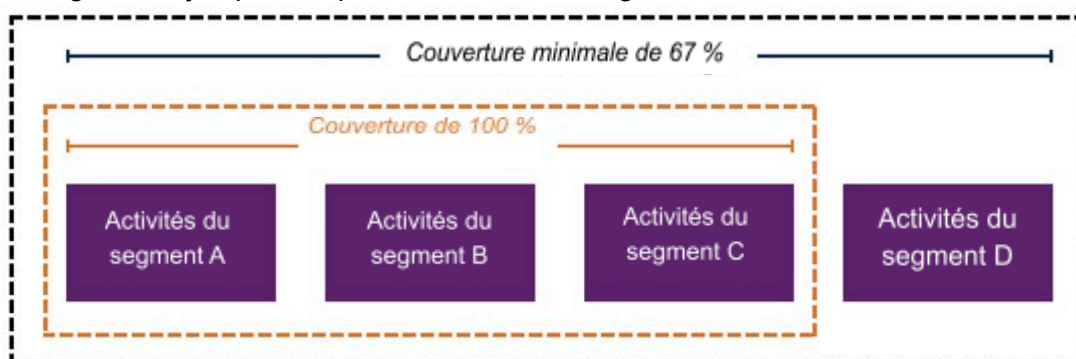 Couverture minimale de 67 %
Couverture de 100 %
Activités du
segment A
Activités du
segment B
Activités du
segment C
Activités du
segment D